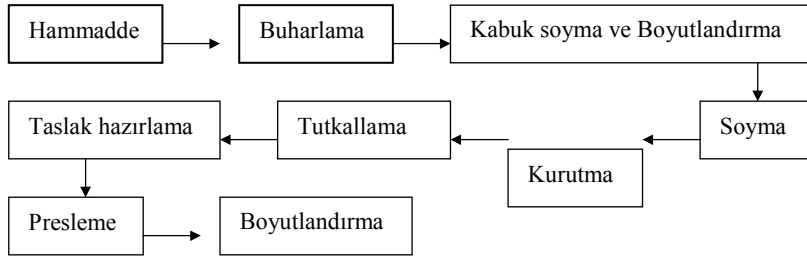 Hammadde
Buharlama
Kabuk soyma ve Boyutlandırma
Soyma
Kurutma
Tutkallama
Taslak hazırlama
Presleme
Boyutlandırma